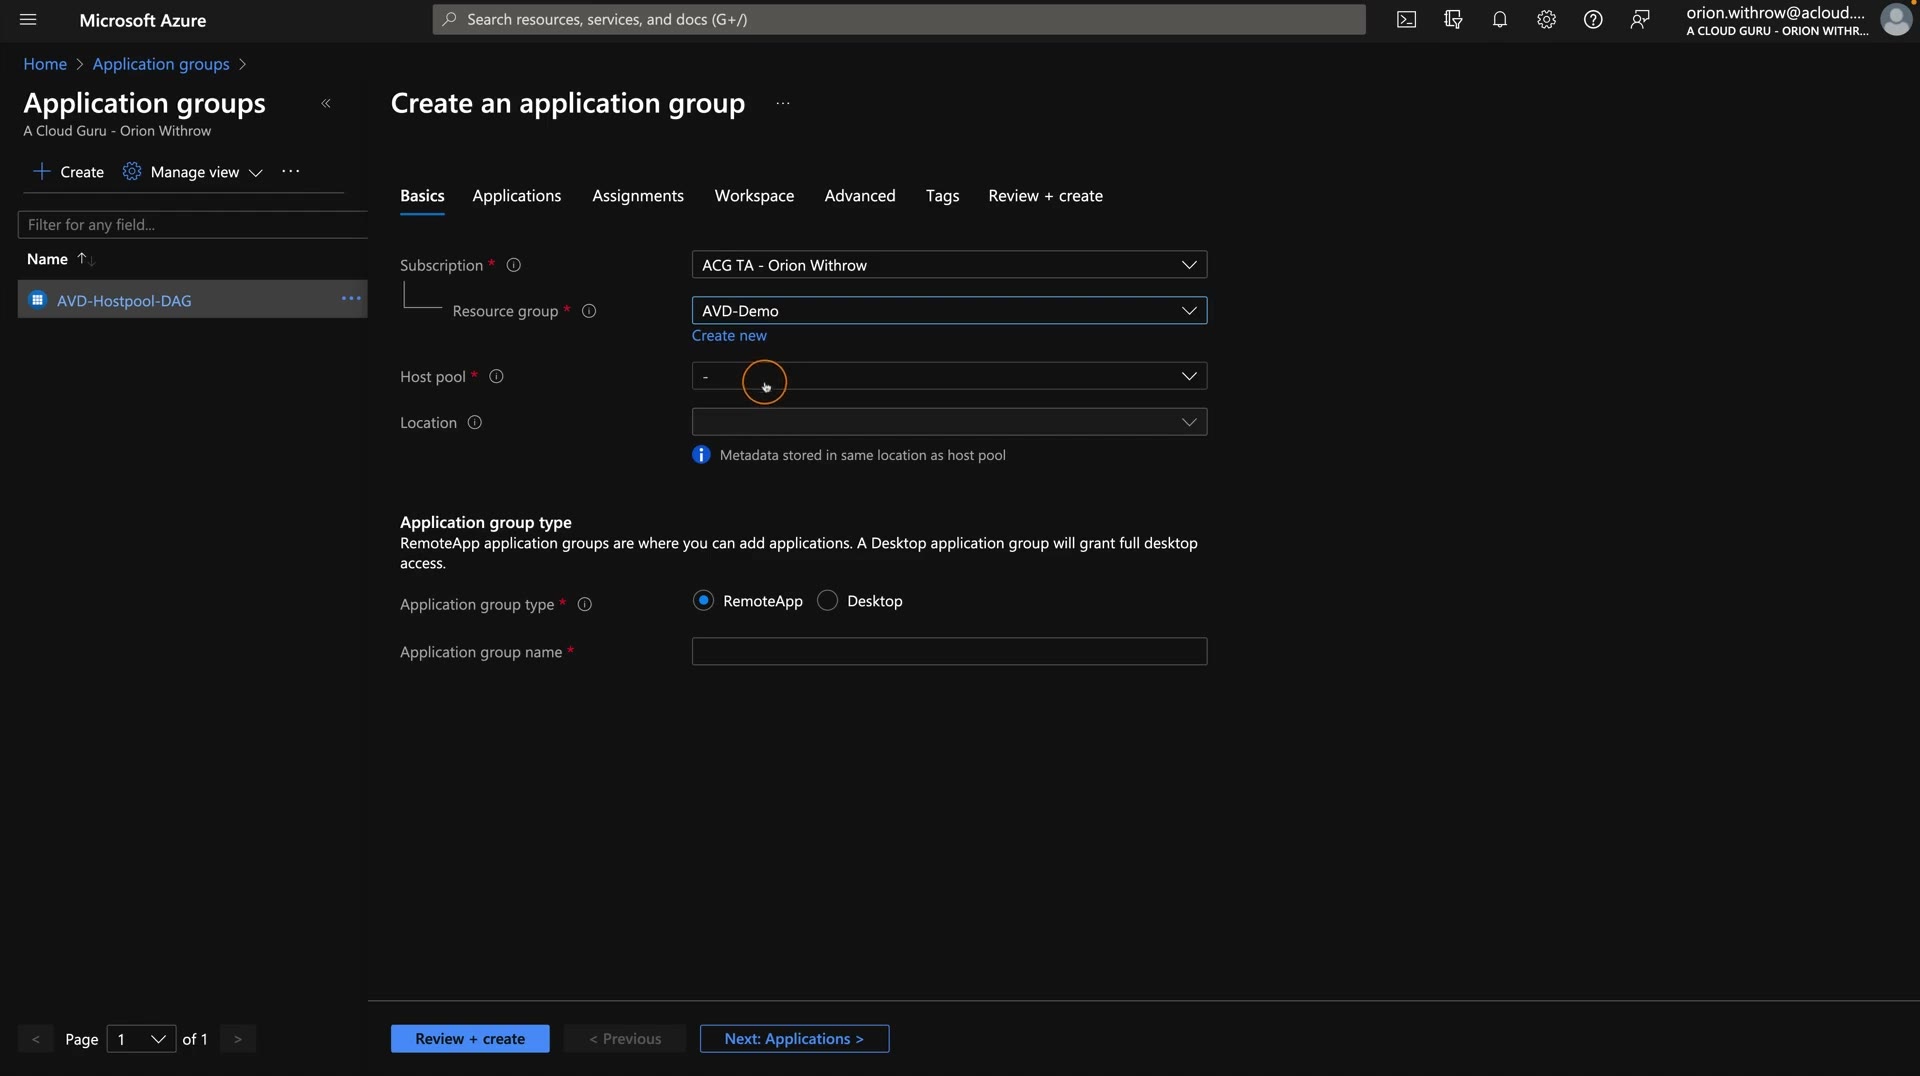 Microsoft Azure
Search resources, services, and docs (G+/)
orion.withrow@acloud....
A CLOUD GURU - ORION WITHR...
Home > Application groups >
Application groups
«
A Cloud Guru - Orion Withrow
Create an application group
...
+ Create
Manage view
...
Filter for any field...
Name ↑↓
AVD-Hostpool-DAG
...
Basics
Applications
Assignments
Workspace
Advanced
Tags
Review + create
Subscription *
ACG TA - Orion Withrow
Resource group *
AVD-Demo
Create new
Host pool *
-
Location
Metadata stored in same location as host pool
Application group type
RemoteApp application groups are where you can add applications. A Desktop application group will grant full desktop
access.
Application group type *
RemoteApp
Desktop
Application group name *
< Page 1 of 1 >
Review + create
< Previous
Next: Applications >